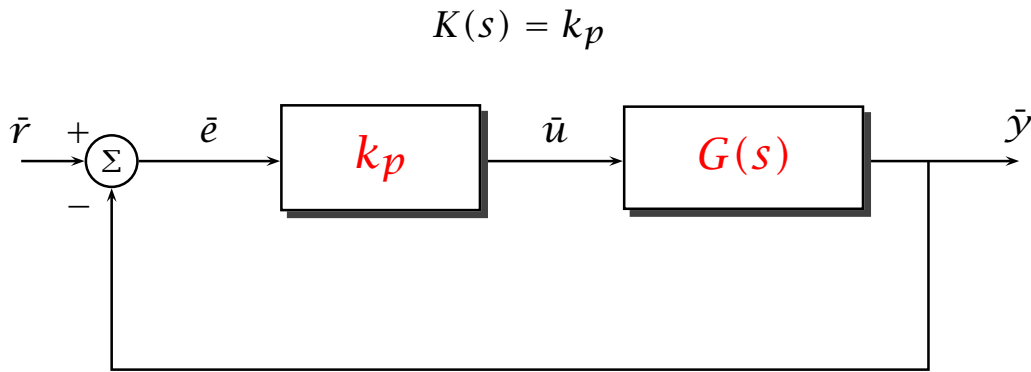 K(s) = k_p
r̄ + ē k_p ū G(s) ȳ
Σ
−